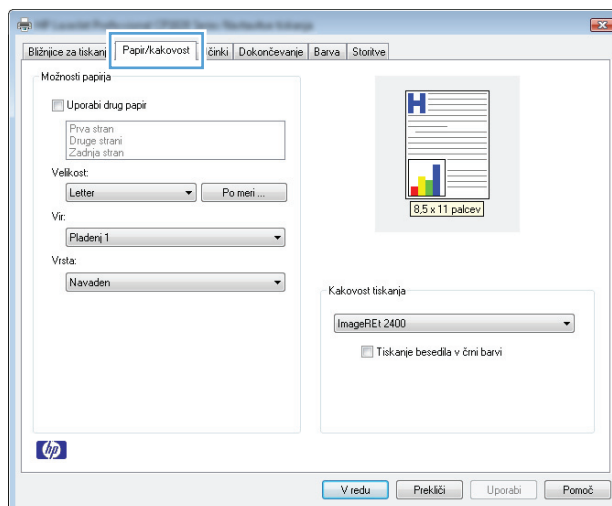 Bližnjice za tiskanj Papir/kakovost činki Dokončevanje Barva Storitve
Možnosti papirja
Uporabi drug papir
Prva stran
Druge strani
Zadnja stran
Velikost:
Letter Po meri ...
Vir:
Pladenj 1
Vrsta:
Navaden
H
8,5 x 11 palcev
Kakovost tiskanja
ImageREt 2400
Tiskanje besedila v črni barvi
hp
V redu Prekliči Uporabi Pomoč